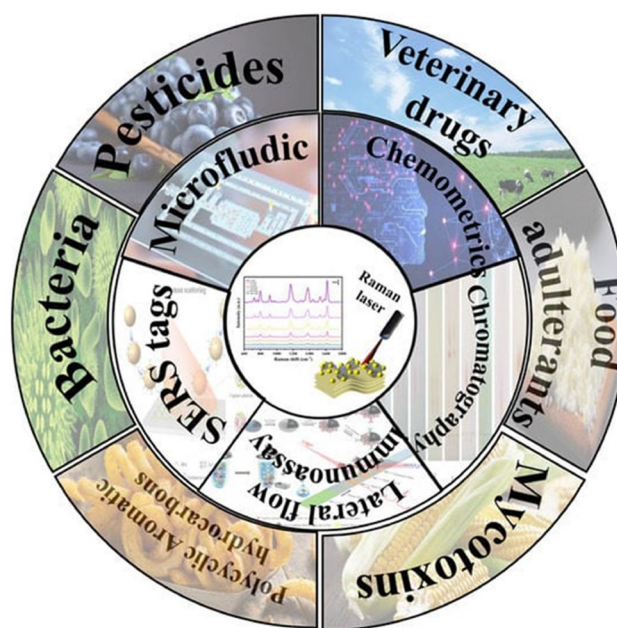 Pesticides
Veterinary
drugs
Food
adulterants
Mycotoxins
Polycyclic Aromatic
hydrocarbons
Bacteria
Microfludic
Chemometrics
Chromatography
Lateral flow
immunoassay
SERS tags
Raman
laser